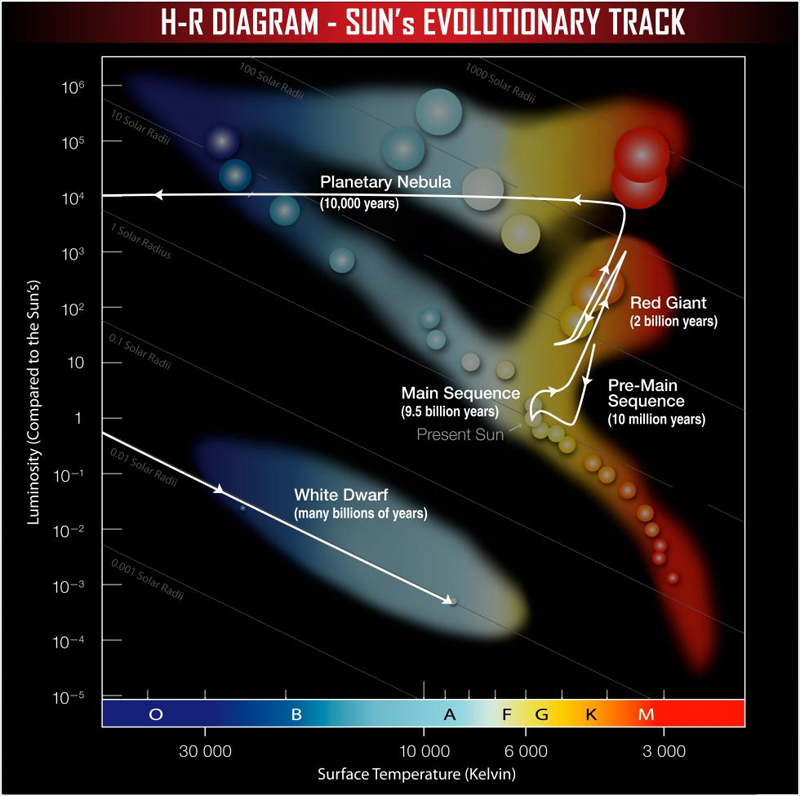 H-R DIAGRAM - SUN's EVOLUTIONARY TRACK
100 Solar Radii
1000 Solar Radii
10⁶
10 Solar Radii
10⁵
Planetary Nebula
(10,000 years)
10⁴
1 Solar Radius
10³
Red Giant
(2 billion years)
10²
0.1 Solar Radii
10
Main Sequence
(9.5 billion years)
Pre-Main
Sequence
(10 million years)
1
Present Sun
0.01 Solar Radii
10⁻¹
White Dwarf
(many billions of years)
10⁻²
0.001 Solar Radii
10⁻³
10⁻⁴
10⁻⁵
Luminosity (Compared to the Sun's)
O B A F G K M
30 000 10 000 6 000 3 000
Surface Temperature (Kelvin)